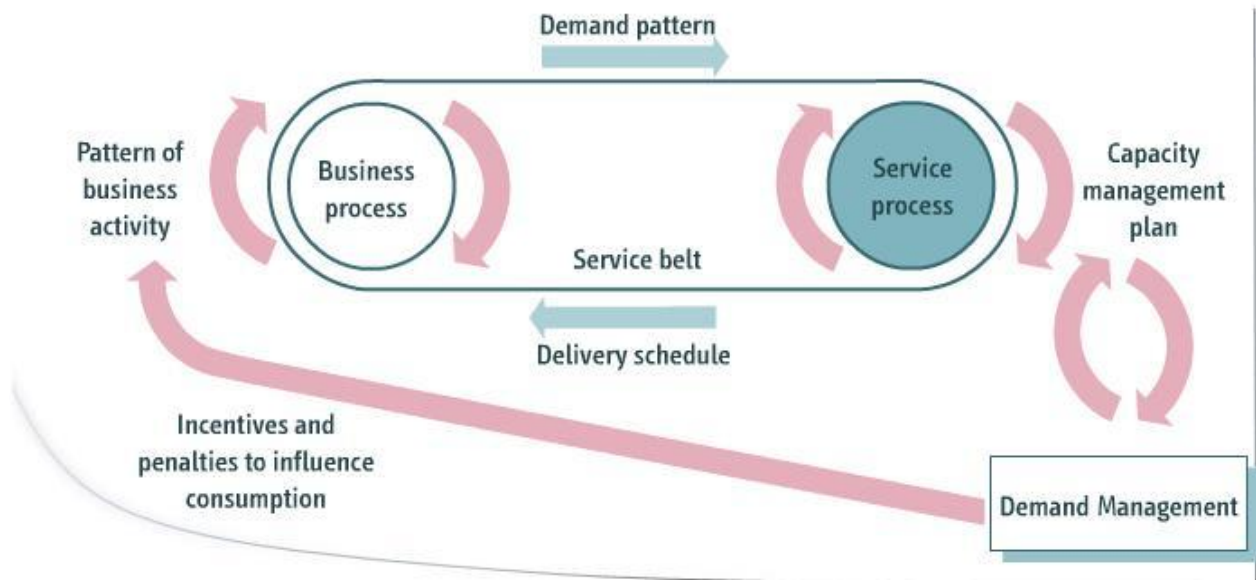 Demand pattern
Pattern of
business
activity
Business
process
Service
process
Capacity
management
plan
Service belt
Delivery schedule
Incentives and
penalties to influence
consumption
Demand Management